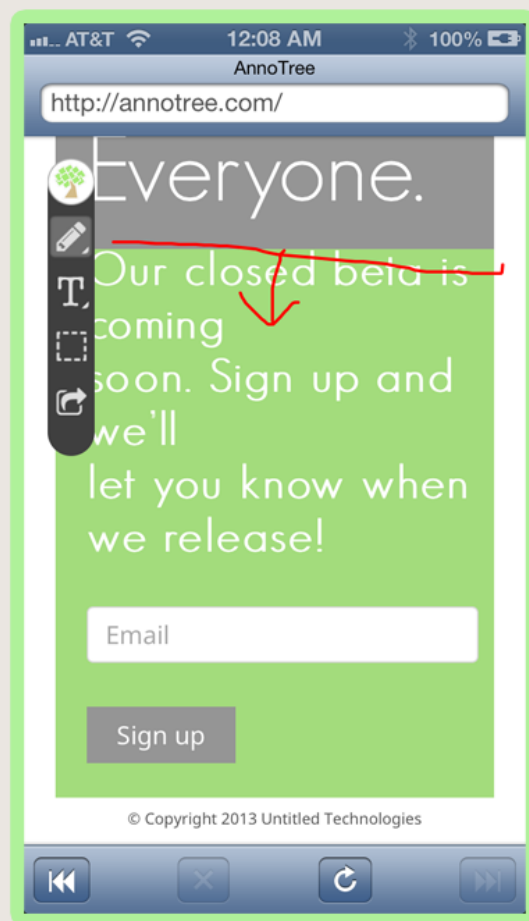 AT&T 12:08 AM 100%
AnnoTree
http://annotree.com/
Everyone.
T
Our closed beta is
coming
soon. Sign up and
we'll
let you know when
we release!
Email
Sign up
© Copyright 2013 Untitled Technologies